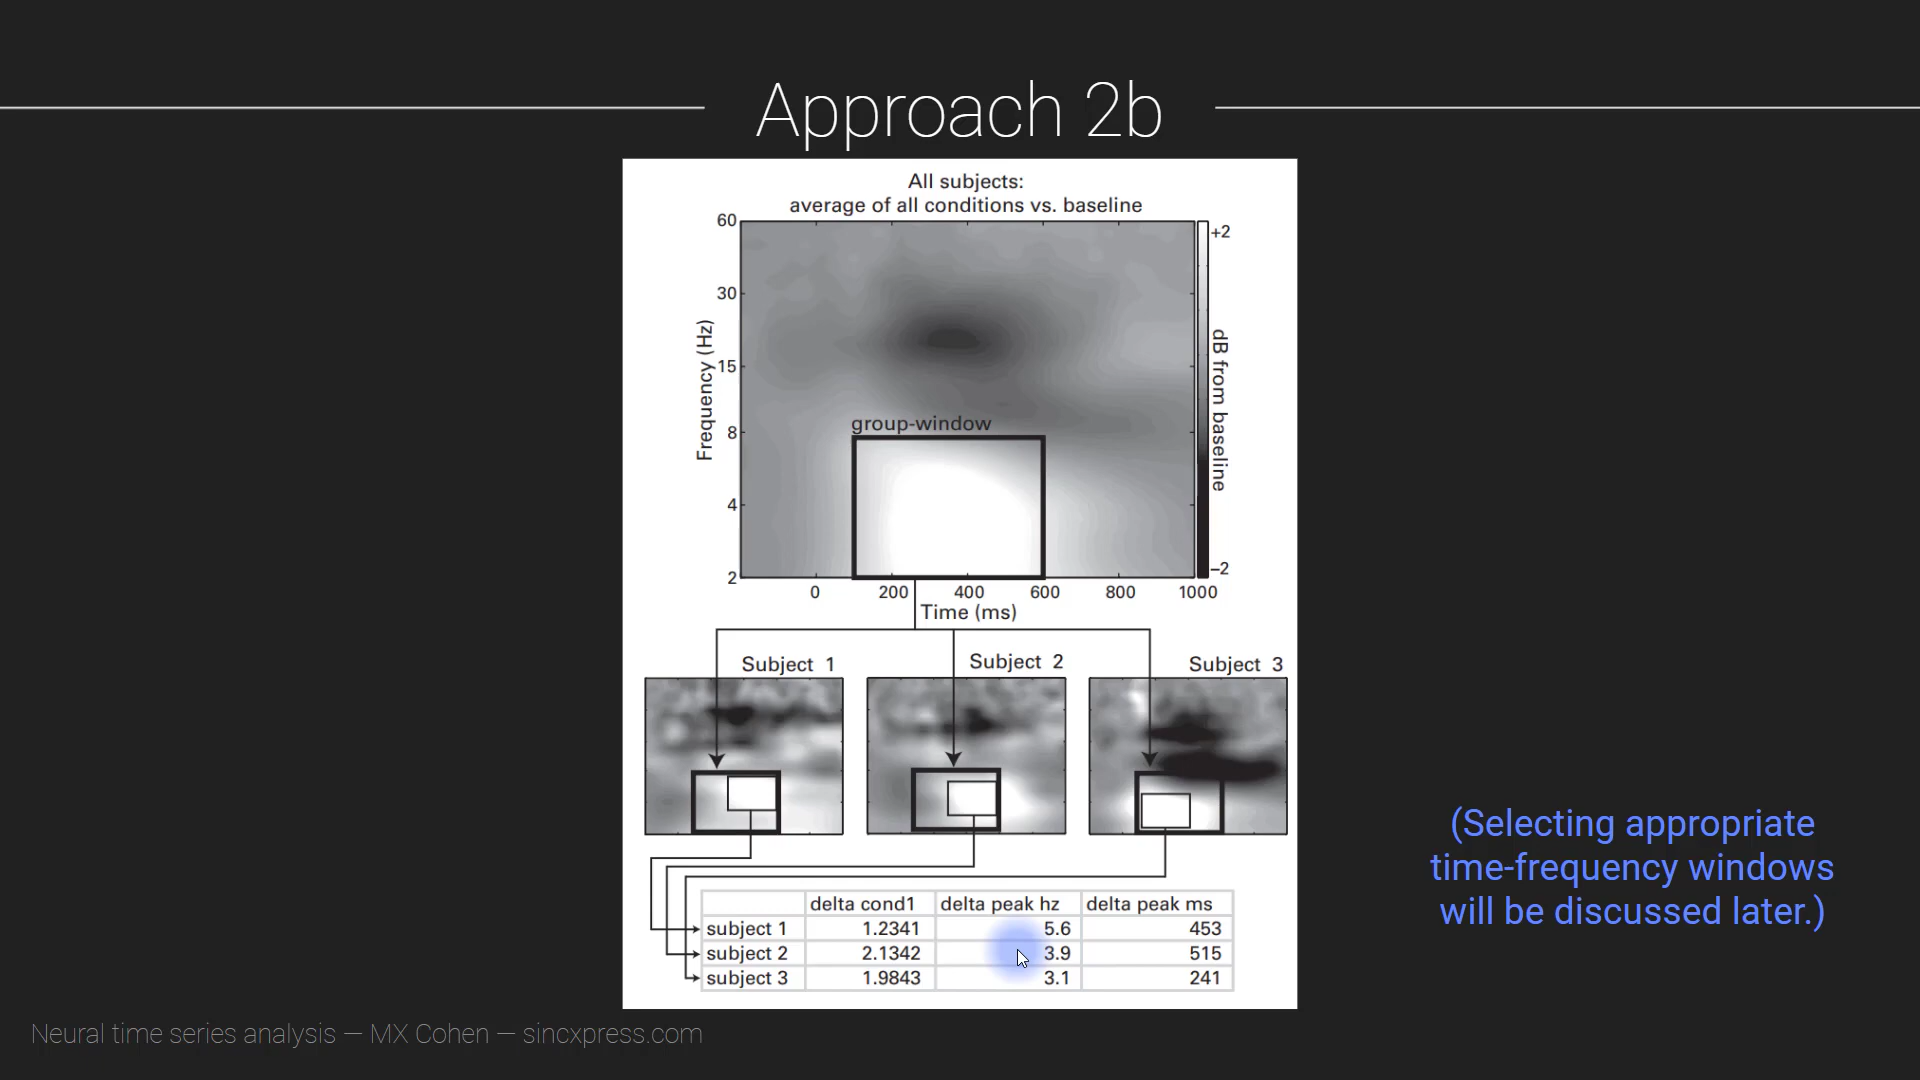 Approach 2b
All subjects:
average of all conditions vs. baseline
60
30
15
8
4
2
Frequency (Hz)
group-window
+2
dB from baseline
−2
0 200 400 600 800 1000
Time (ms)
Subject 1
Subject 2
Subject 3
delta cond1 delta peak hz delta peak ms
subject 1 1.2341 5.6 453
subject 2 2.1342 3.9 515
subject 3 1.9843 3.1 241
(Selecting appropriate
time-frequency windows
will be discussed later.)
Neural time series analysis — MX Cohen — sincxpress.com